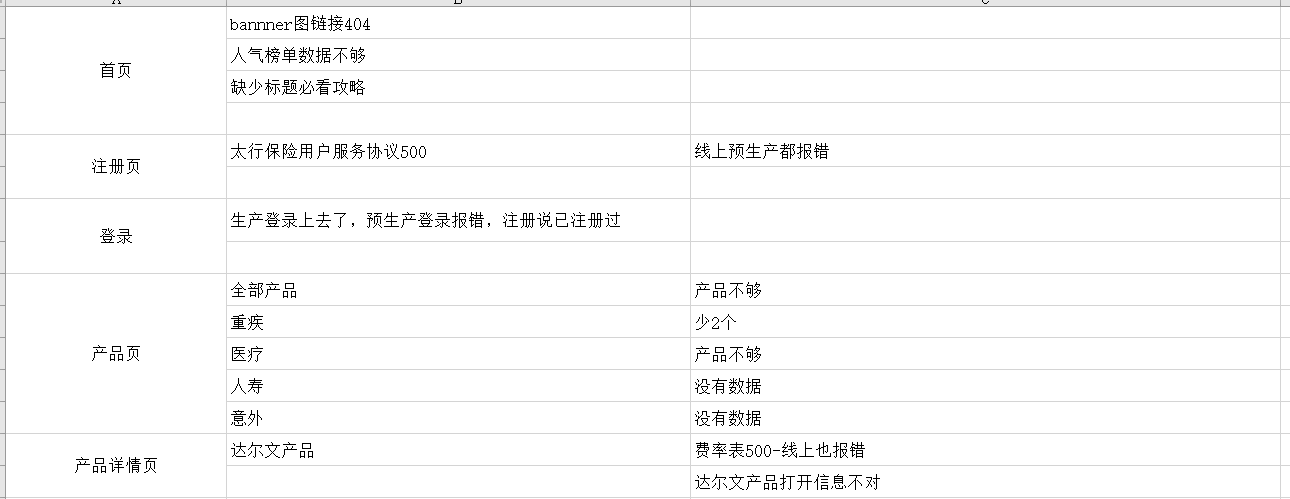 A B C
首页
bannner图链接404
人气榜单数据不够
缺少标题必看攻略
注册页
太行保险用户服务协议500 线上预生产都报错
登录
生产登录上去了，预生产登录报错，注册说已注册过
产品页
全部产品 产品不够
重疾 少2个
医疗 产品不够
人寿 没有数据
意外 没有数据
产品详情页
达尔文产品 费率表500-线上也报错
达尔文产品打开信息不对